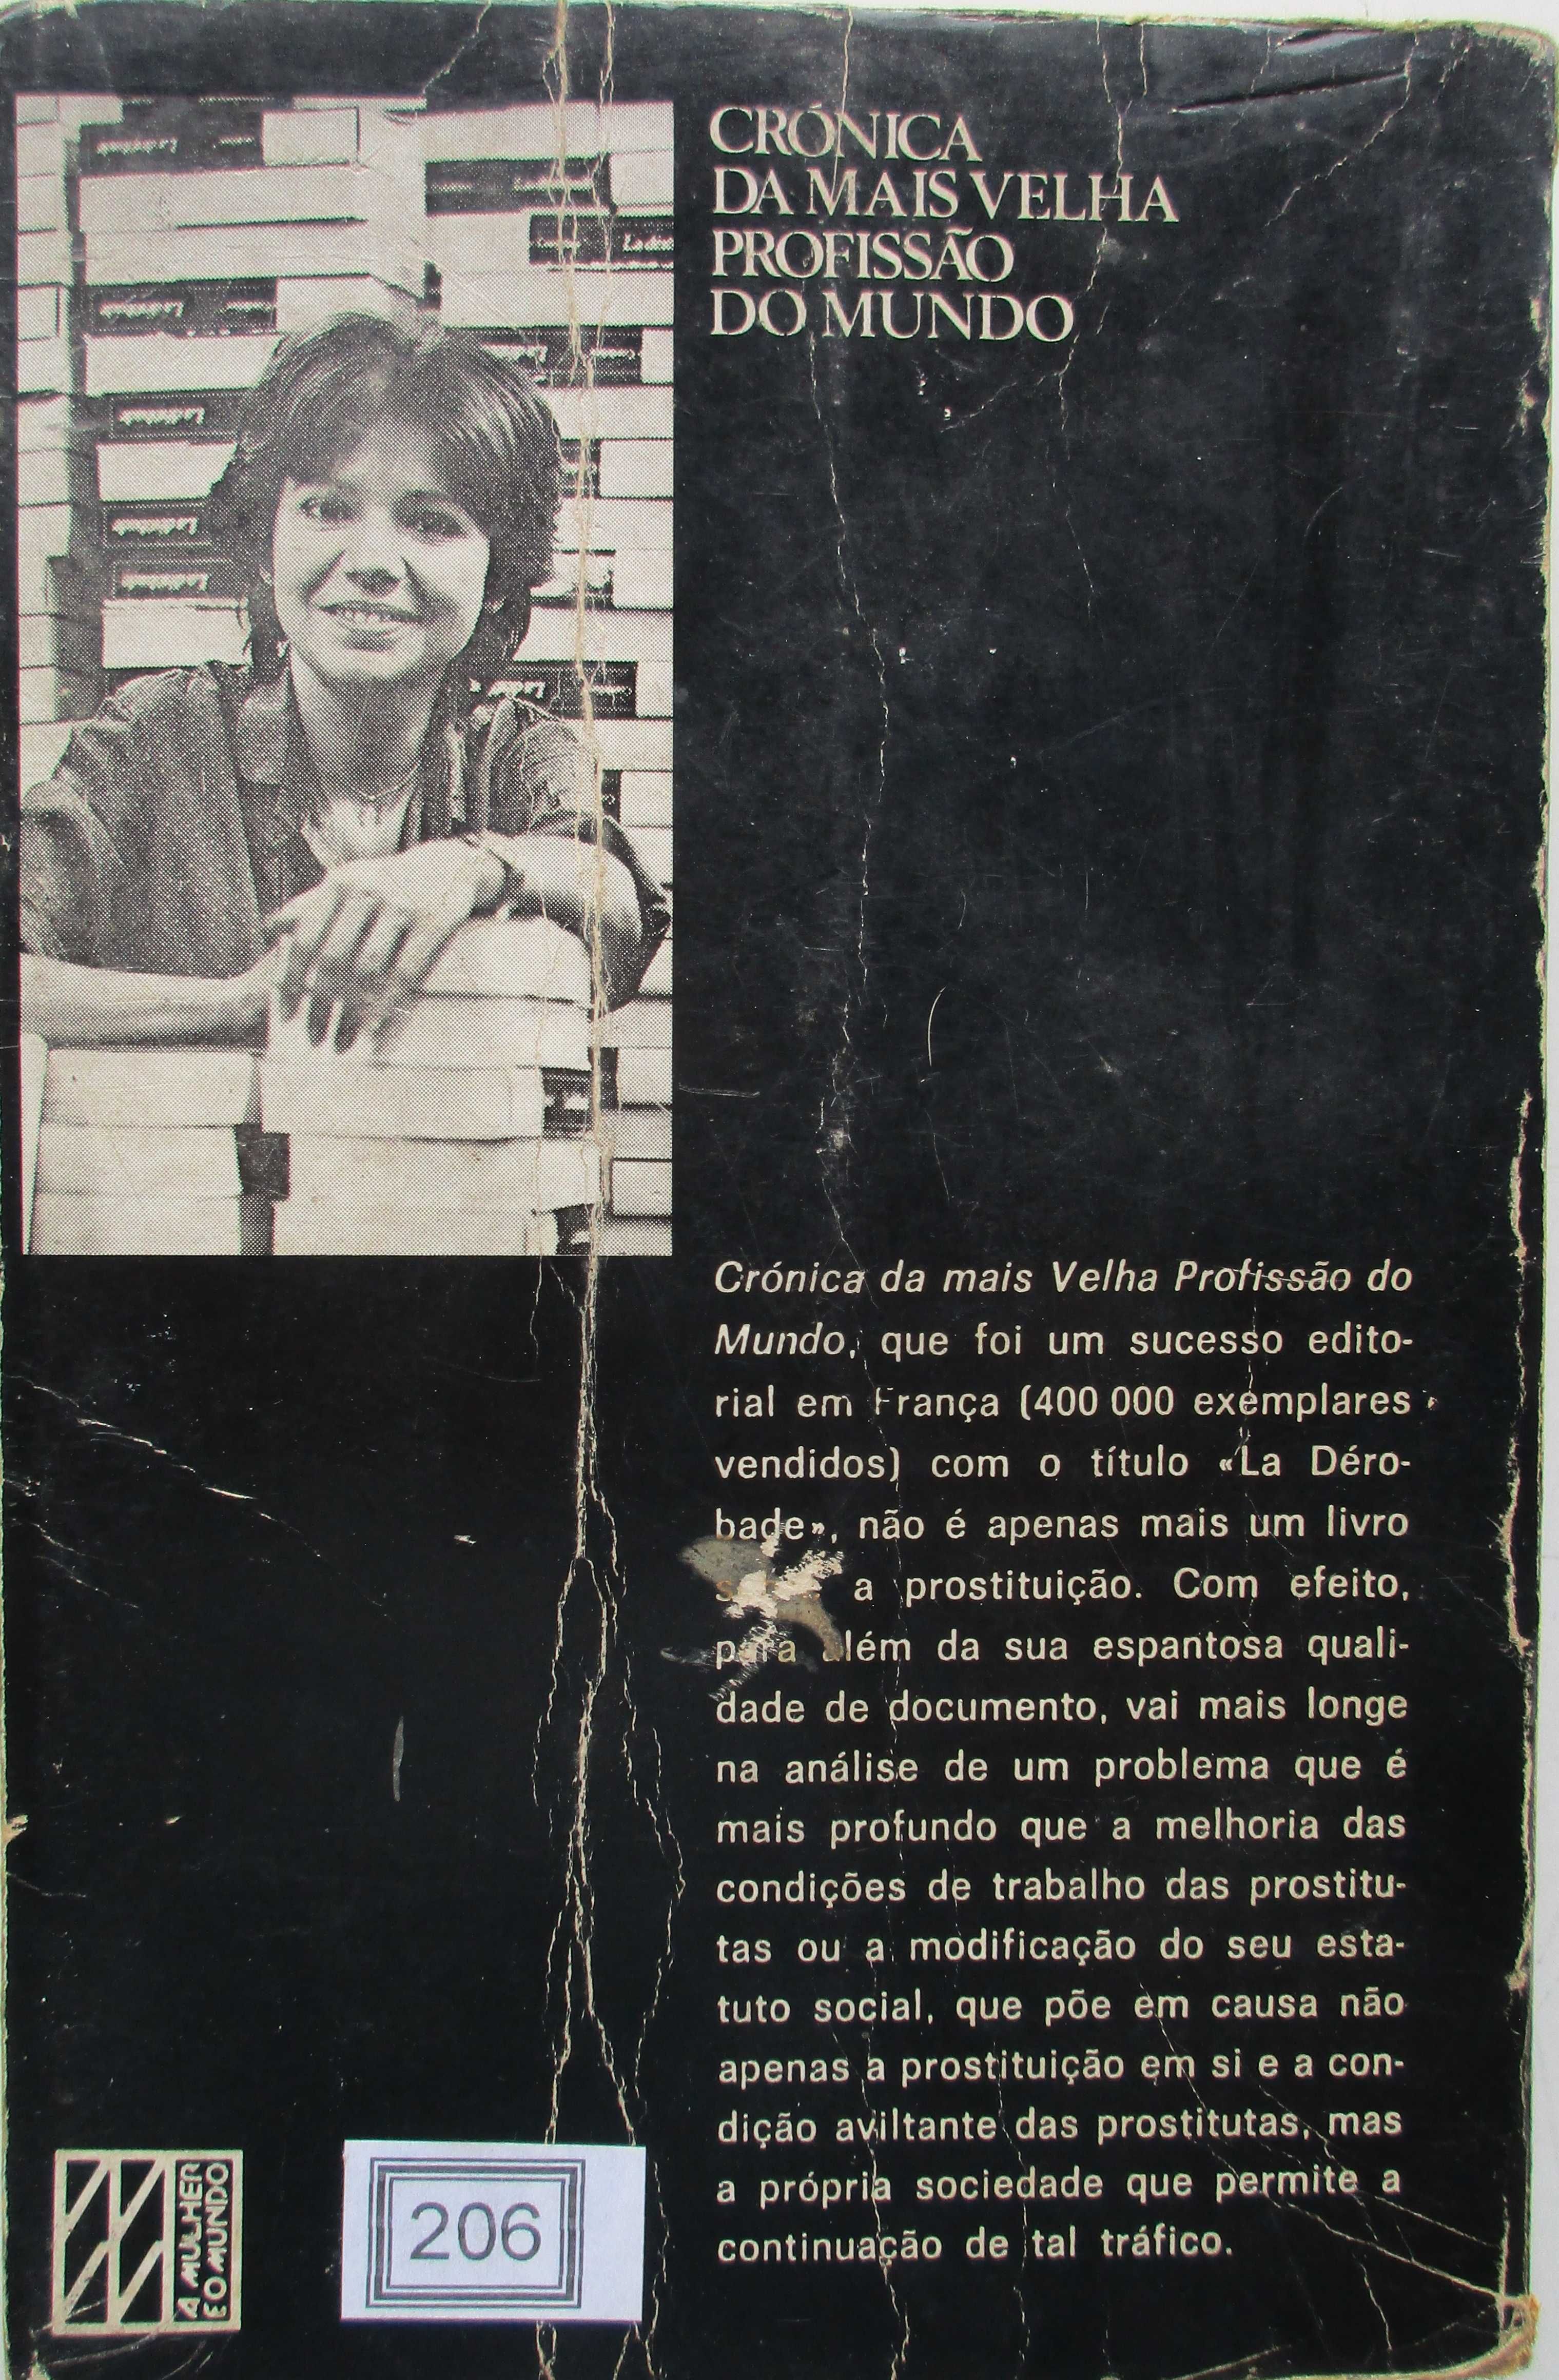 CRÓNICA
DA MAIS VELHA
PROFISSÃO
DO MUNDO
Crónica da mais Velha Profissão do
Mundo, que foi um sucesso edito-
rial em França (400 000 exemplares
vendidos) com o título «La Déro-
bade», não é apenas mais um livro
a prostituição. Com efeito,
para além da sua espantosa quali-
dade de documento, vai mais longe
na análise de um problema que é
mais profundo que a melhoria das
condições de trabalho das prostitu-
tas ou a modificação do seu esta-
tuto social, que põe em causa não
apenas a prostituição em si e a con-
dição aviltante das prostitutas, mas
a própria sociedade que permite a
continuação de tal tráfico.
A MULHER
E O MUNDO
206